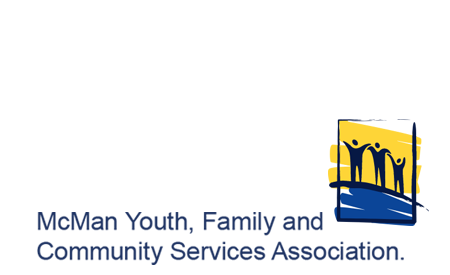 McMan Youth, Family and
Community Services Association.